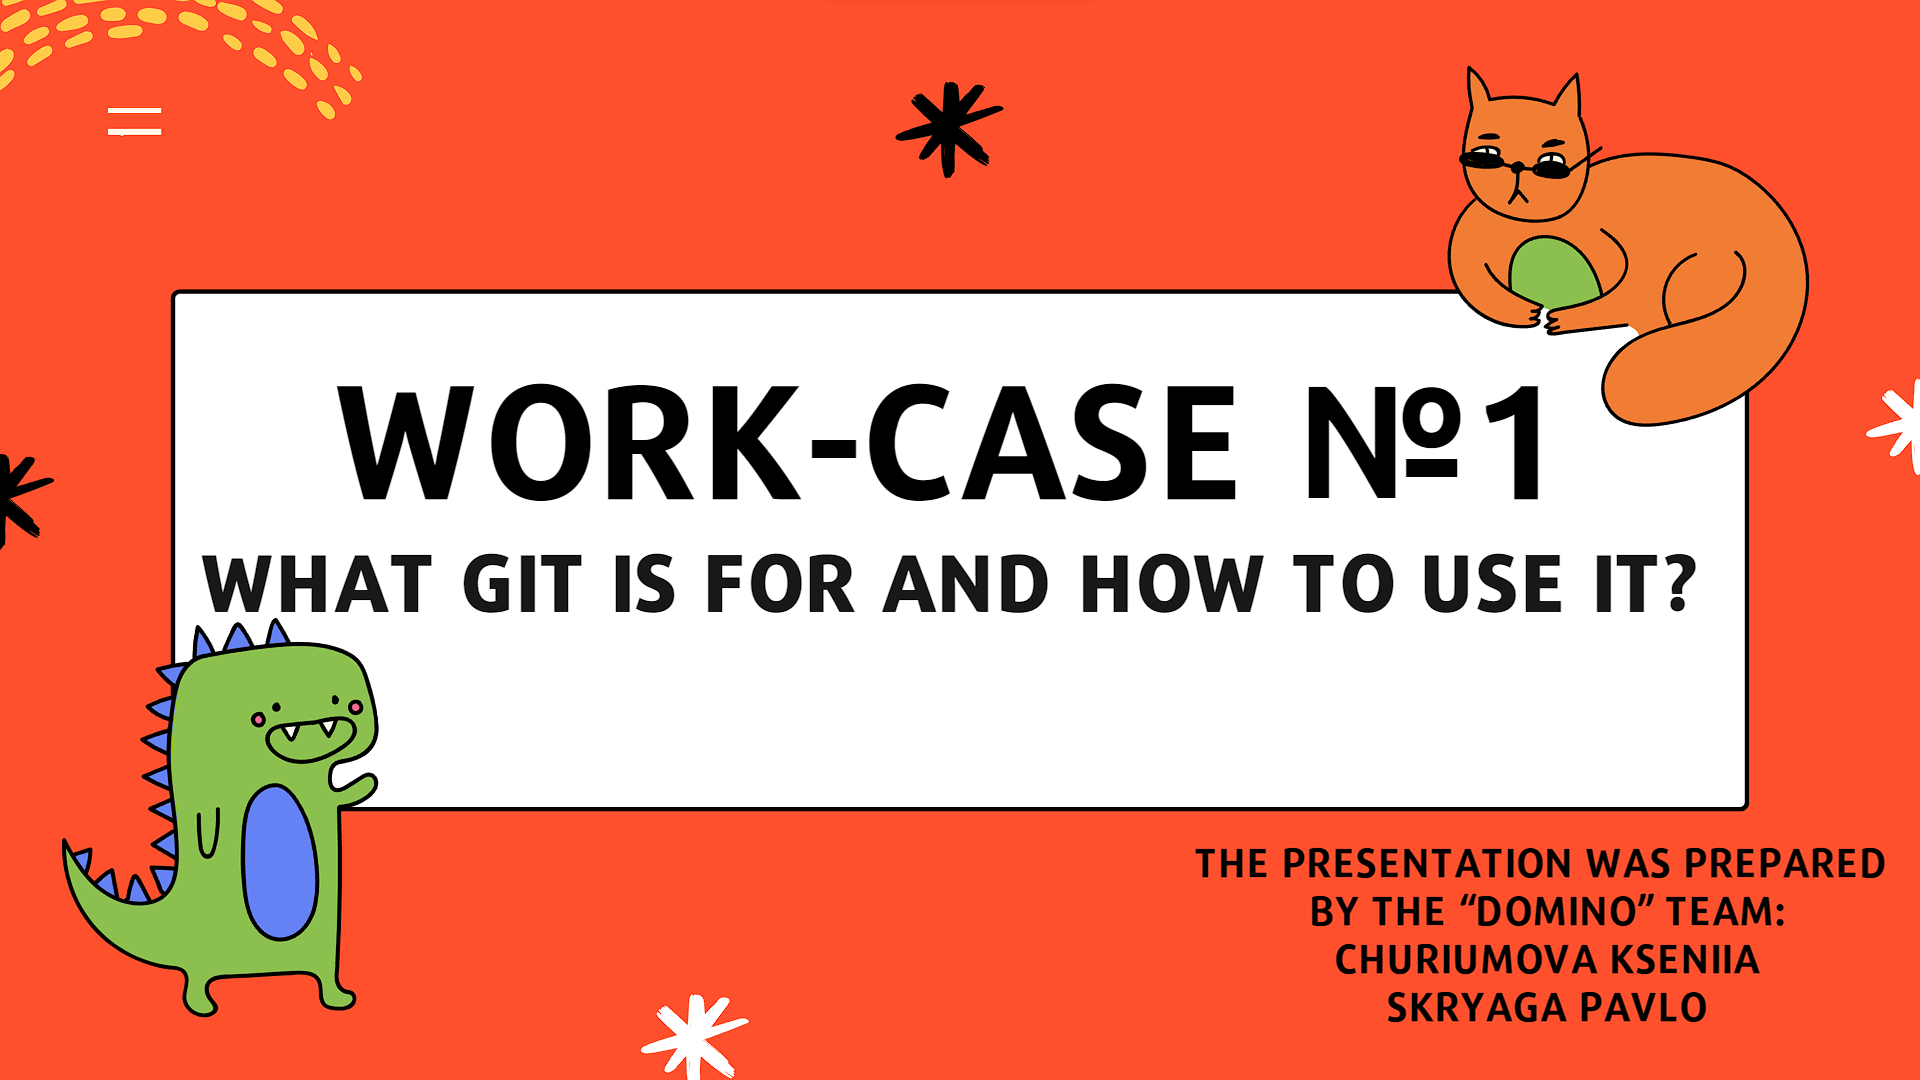 WORK-CASE №1
WHAT GIT IS FOR AND HOW TO USE IT?
THE PRESENTATION WAS PREPARED
BY THE “DOMINO” TEAM:
CHURIUMOVA KSENIIA
SKRYAGA PAVLO